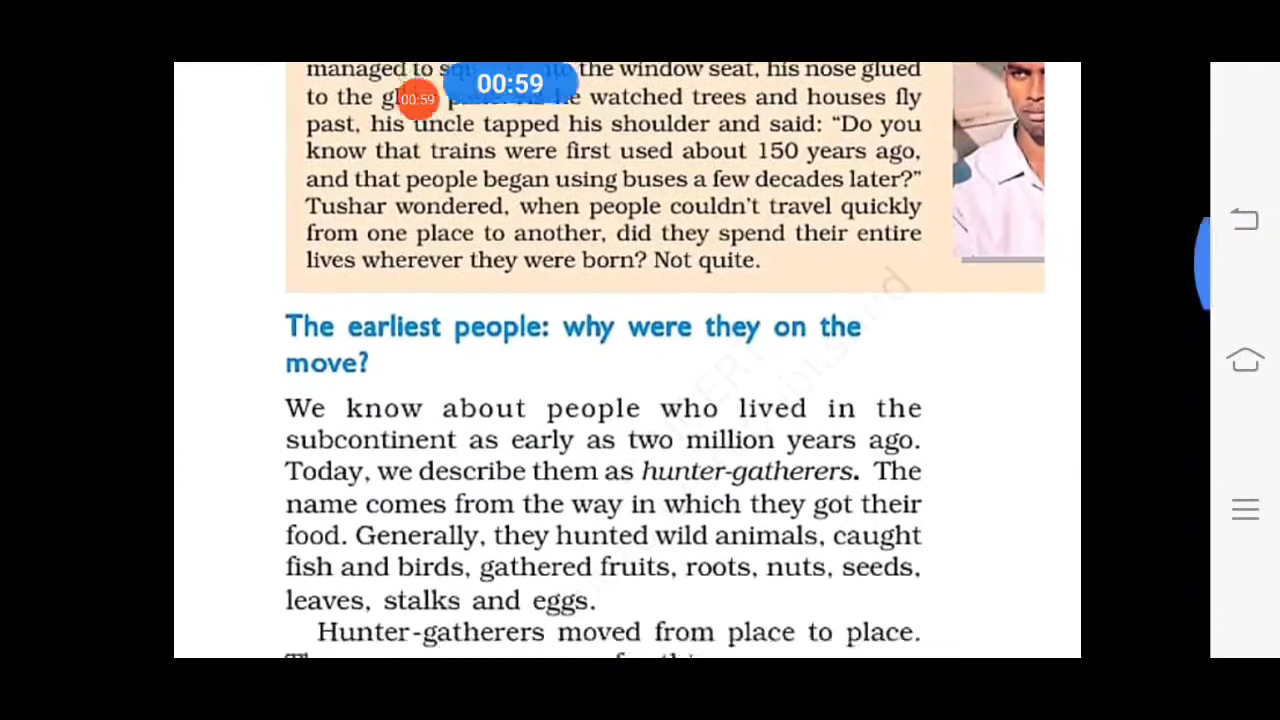 managed to the window seat, his nose glued
00:59
00:59
to the he watched trees and houses fly
past, his uncle tapped his shoulder and said: “Do you
know that trains were first used about 150 years ago,
and that people began using buses a few decades later?”
Tushar wondered, when people couldn't travel quickly
from one place to another, did they spend their entire
lives wherever they were born? Not quite.
The earliest people: why were they on the
move?
We know about people who lived in the
subcontinent as early as two million years ago.
Today, we describe them as hunter-gatherers. The
name comes from the way in which they got their
food. Generally, they hunted wild animals, caught
fish and birds, gathered fruits, roots, nuts, seeds,
leaves, stalks and eggs.
Hunter-gatherers moved from place to place.